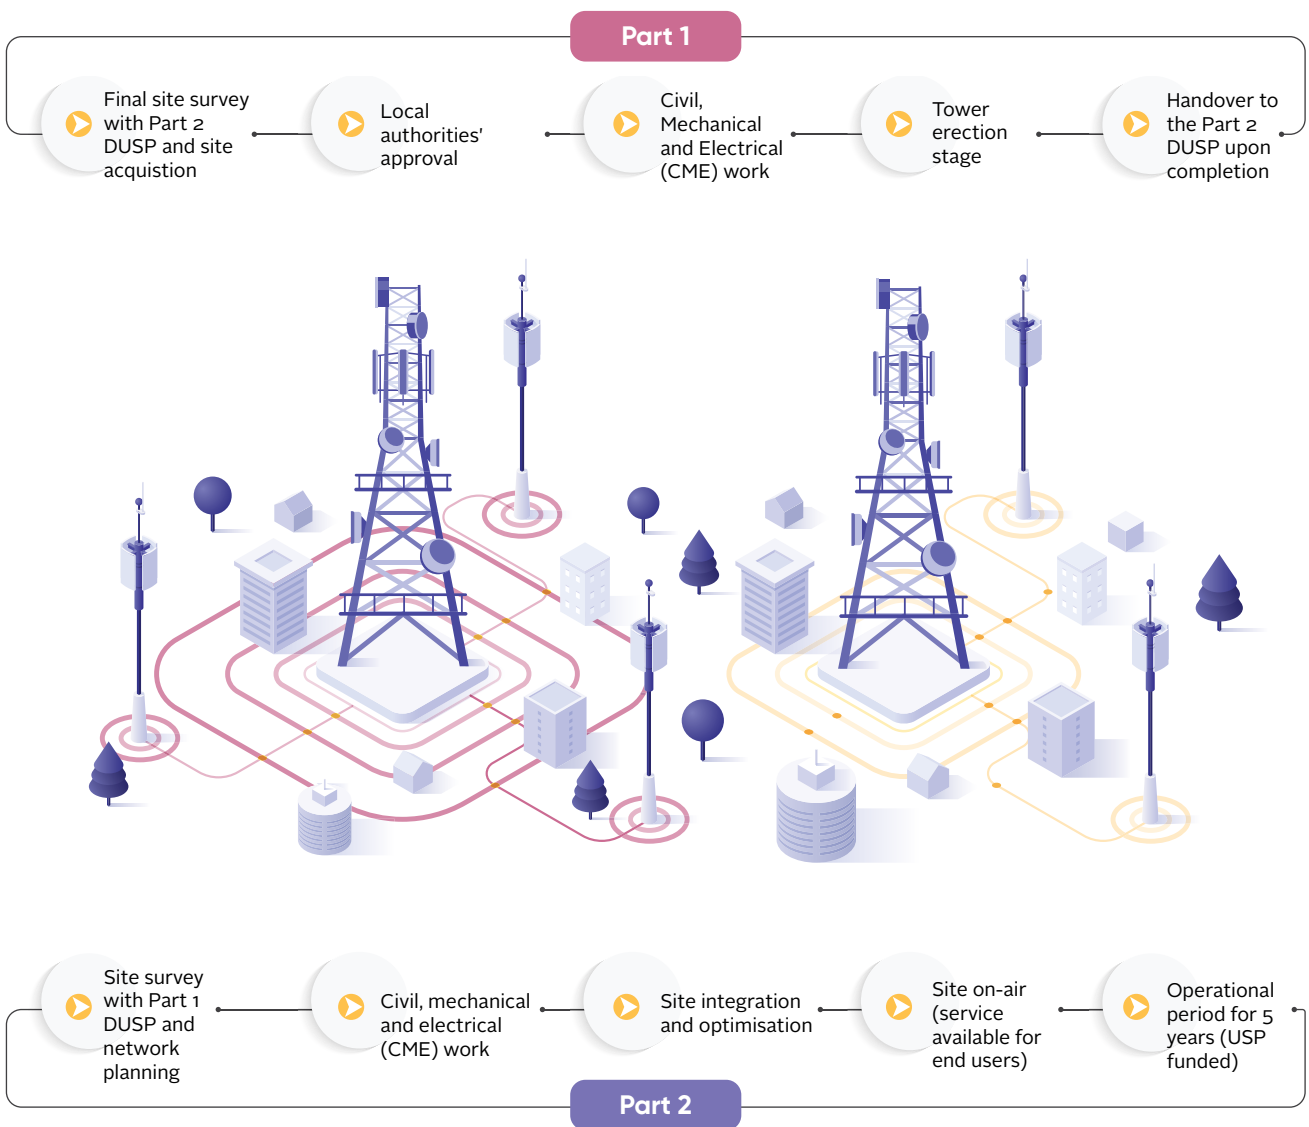 Part 1
Final site survey
with Part 2
DUSP and site
acquistion
Local
authorities'
approval
Civil,
Mechanical
and Electrical
(CME) work
Tower
erection
stage
Handover to
the Part 2
DUSP upon
completion
Site survey
with Part 1
DUSP and
network
planning
Civil, mechanical
and electrical
(CME) work
Site integration
and optimisation
Site on-air
(service
available for
end users)
Operational
period for 5
years (USP
funded)
Part 2